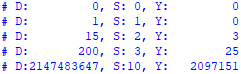 # D:         0, S: 0, Y:         0
# D:         1, S: 1, Y:         0
# D:        15, S: 2, Y:         3
# D:       200, S: 3, Y:        25
# D:2147483647, S:10, Y:   2097151